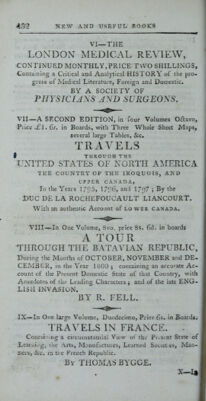 432 NEW AND USEFUL BOOKS
VI—THE
LONDON MEDICAL REVIEW,
CONTINUED MONTHLY, PRICE TWO SHILLINGS,
Containing a Critical and Analytical HISTORY of the pro-
gress of Medical Literature, Foreign and Domestic.
BY A SOCIETY OF
PHYSICIANS AND SURGEONS.
VII—A SECOND EDITION, in four Volumes Octavo,
Price £1. 6s. in Boards, with Three Whole Sheet Maps,
several large Tables, &c.
TRAVELS
THROUGH THE
UNITED STATES OF NORTH AMERICA
THE COUNTRY OF THE IROQUOIS, AND
UPPER CANADA,
In the Years 1795, 1796, and 1797; By the
DUC DE LA ROCHEFOUCAULT LIANCOURT.
With an authentic Account of LOWER CANADA.
VIII—In One Volume, 8vo. price 8s. 6d. in boards
A TOUR
THROUGH THE BATAVIAN REPUBLIC,
During the Months of OCTOBER, NOVEMBER and DE-
CEMBER, in the Year 1800; containing an accurate Ac-
count of the Present Domestic State of that Country, with
Anecdotes of the Leading Characters; and of the late ENG-
LISH INVASION.
BY R. FELL.
IX—In One large Volume, Duodecimo, Price 6s. in Boards.
TRAVELS IN FRANCE.
Containing a circumstantial View of the Present State of
Learning, the Arts, Manufactures, Learned Societies, Man-
ners, &c. in the French Republic.
By THOMAS BYGGE.
X—In